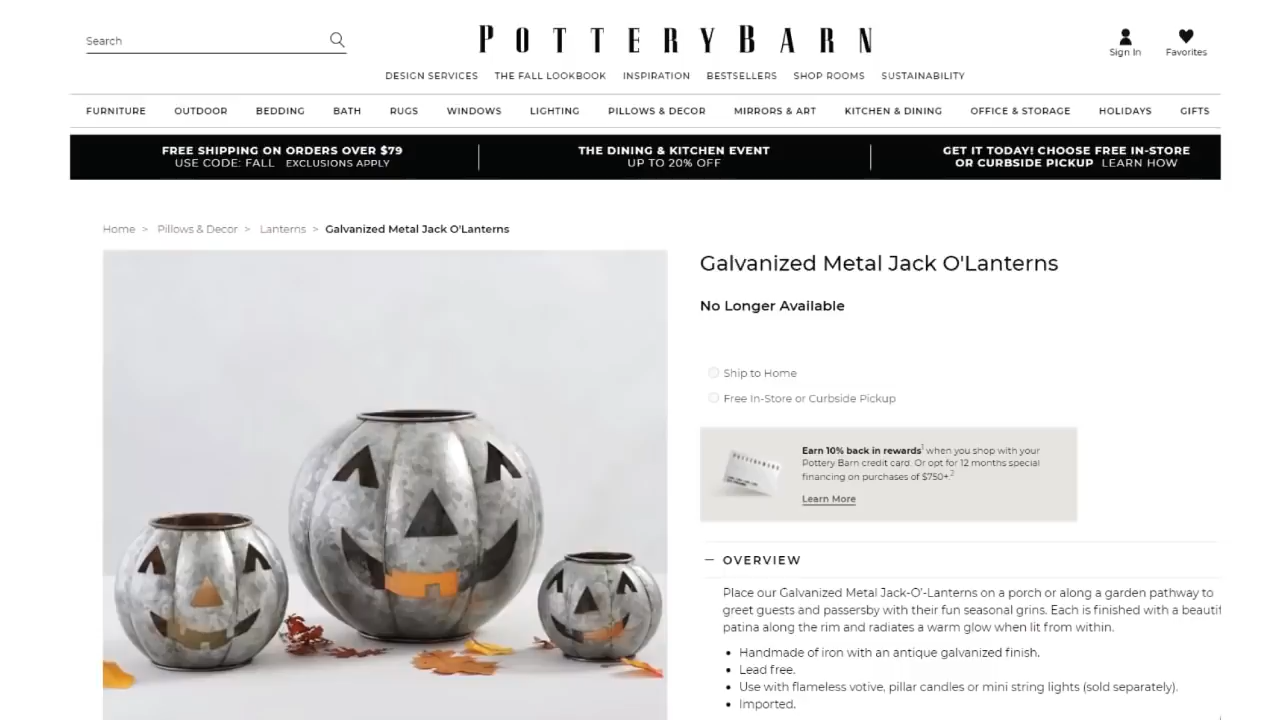 Search
POTTERYBARN
Sign In
Favorites
DESIGN SERVICES THE FALL LOOKBOOK INSPIRATION BESTSELLERS SHOP ROOMS SUSTAINABILITY
FURNITURE OUTDOOR BEDDING BATH RUGS WINDOWS LIGHTING PILLOWS & DECOR MIRRORS & ART KITCHEN & DINING OFFICE & STORAGE HOLIDAYS GIFTS
FREE SHIPPING ON ORDERS OVER $79
USE CODE: FALL EXCLUSIONS APPLY
THE DINING & KITCHEN EVENT
UP TO 20% OFF
GET IT TODAY! CHOOSE FREE IN-STORE
OR CURBSIDE PICKUP LEARN HOW
Home > Pillows & Decor > Lanterns > Galvanized Metal Jack O'Lanterns
Galvanized Metal Jack O'Lanterns
No Longer Available
Ship to Home
Free In-Store or Curbside Pickup
Earn 10% back in rewards1 when you shop with your
Pottery Barn credit card. Or opt for 12 months special
financing on purchases of $750+.2
Learn More
OVERVIEW
Place our Galvanized Metal Jack-O'-Lanterns on a porch or along a garden pathway to
greet guests and passersby with their fun seasonal grins. Each is finished with a beautif
patina along the rim and radiates a warm glow when lit from within.
• Handmade of iron with an antique galvanized finish.
• Lead free.
• Use with flameless votive, pillar candles or mini string lights (sold separately).
• Imported.